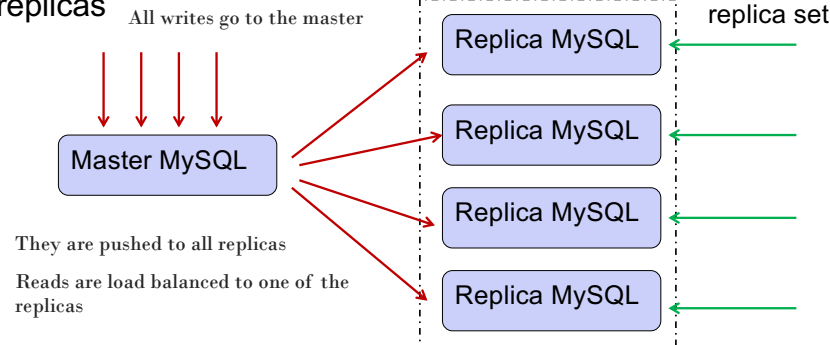 replicas
All writes go to the master
replica set
Replica MySQL
Replica MySQL
Master MySQL
Replica MySQL
They are pushed to all replicas
Reads are load balanced to one of the
replicas
Replica MySQL